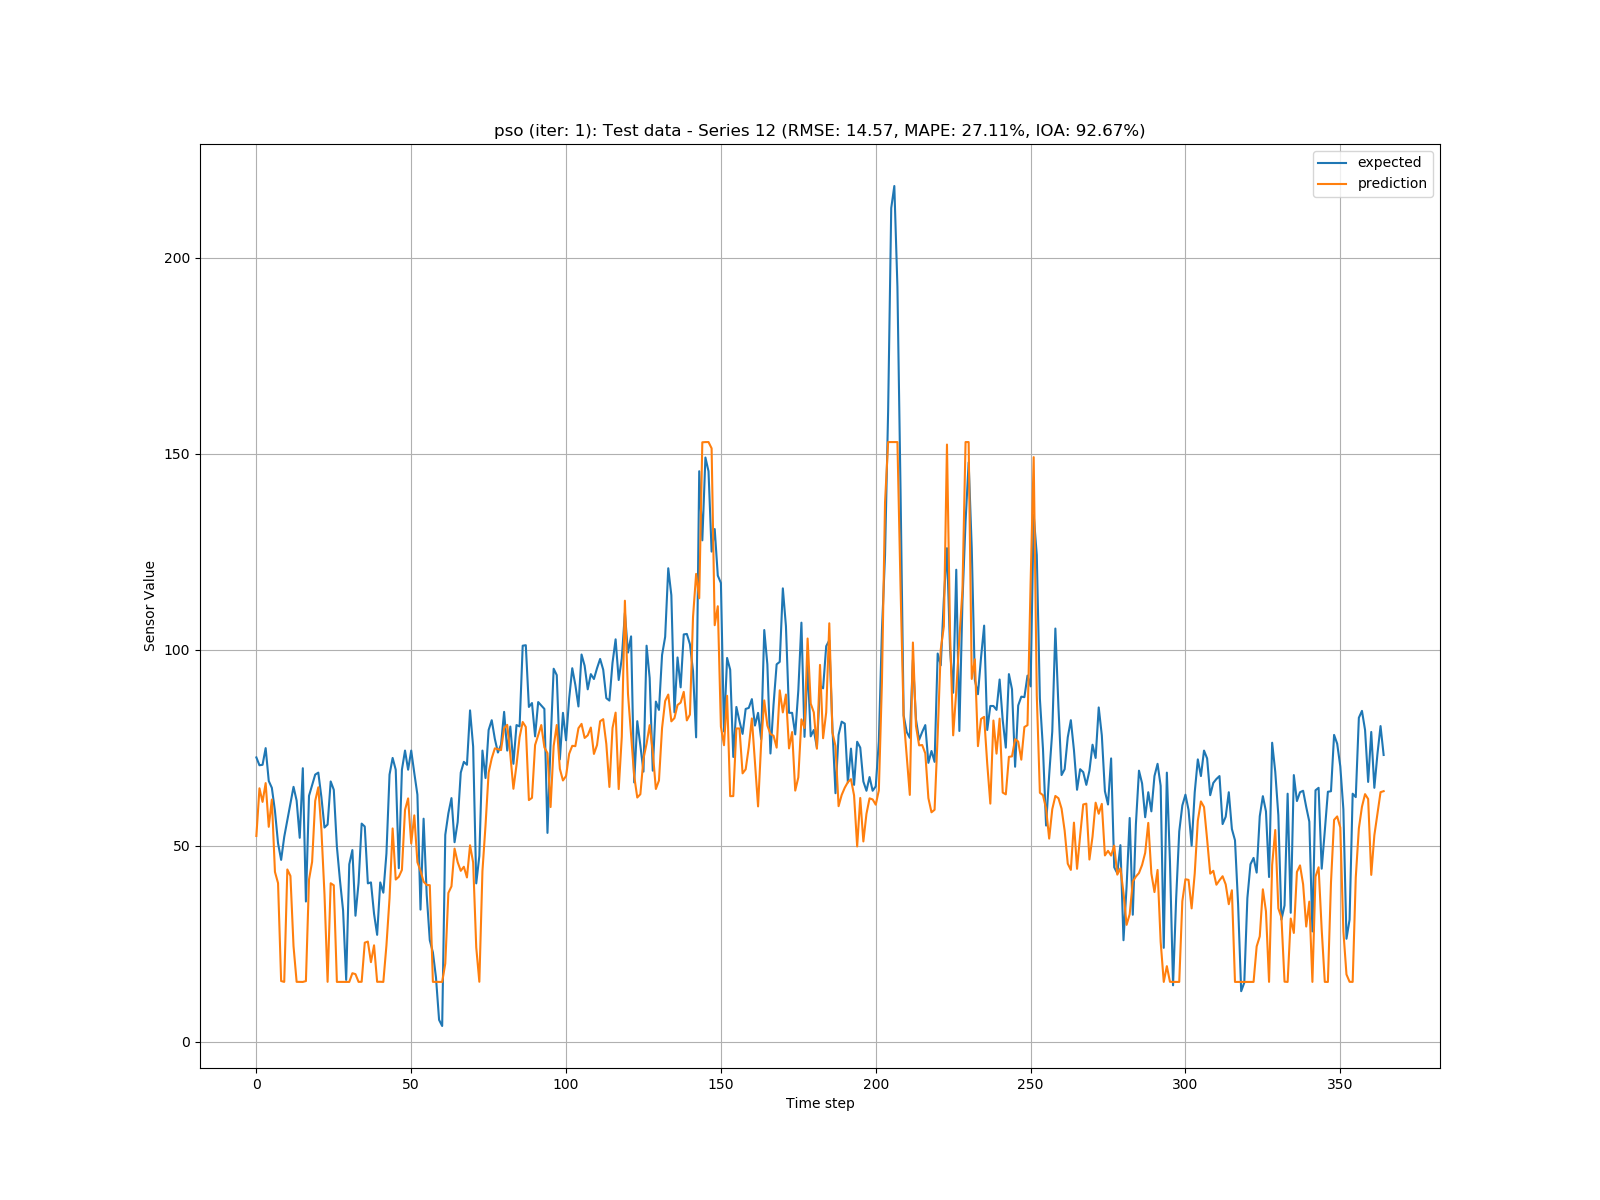 pso (iter: 1): Test data - Series 12 (RMSE: 14.57, MAPE: 27.11%, IOA: 92.67%)
expected
prediction
200
150
100
50
0
Sensor Value
0 50 100 150 200 250 300 350
Time step